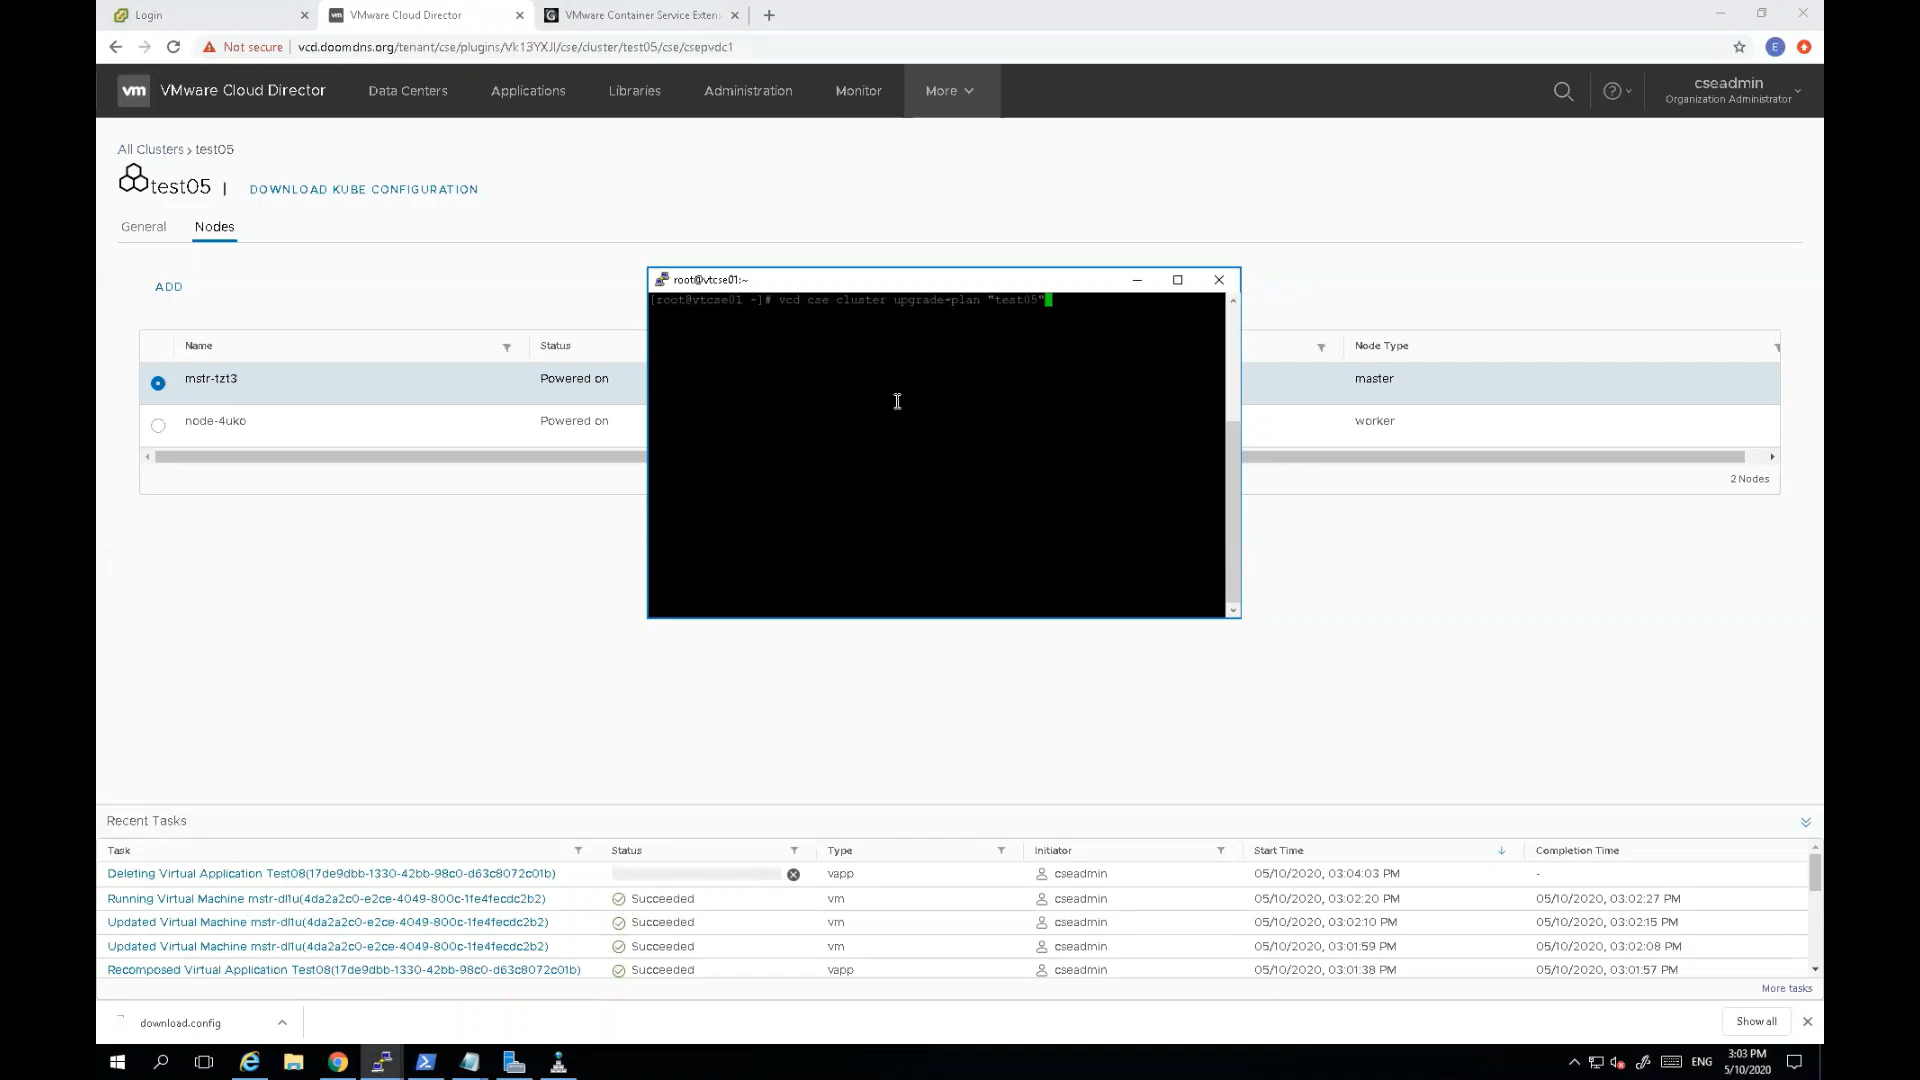 Login
VMware Cloud Director
VMware Container Service Exten
Not secure | vcd.doomdns.org/tenant/cse/plugins/Vk13YXJl/cse/cluster/test05/cse/csepvdc1
E
vm VMware Cloud Director Data Centers Applications Libraries Administration Monitor More
cseadmin
Organization Administrator
All Clusters > test05
test05 | DOWNLOAD KUBE CONFIGURATION
General Nodes
ADD
root@vtcse01:~
[root@vtcse01 ~]# vcd cse cluster upgrade-plan "test05"
Name Status Node Type
mstr-tzt3 Powered on master
node-4uko Powered on worker
2 Nodes
Recent Tasks
Task Status Type Initiator Start Time Completion Time
Deleting Virtual Application Test08(17de9dbb-1330-42bb-98c0-d63c8072c01b) vapp cseadmin 05/10/2020, 03:04:03 PM -
Running Virtual Machine mstr-dl1u(4da2a2c0-e2ce-4049-800c-1fe4fecdc2b2) Succeeded vm cseadmin 05/10/2020, 03:02:20 PM 05/10/2020, 03:02:27 PM
Updated Virtual Machine mstr-dl1u(4da2a2c0-e2ce-4049-800c-1fe4fecdc2b2) Succeeded vm cseadmin 05/10/2020, 03:02:10 PM 05/10/2020, 03:02:15 PM
Updated Virtual Machine mstr-dl1u(4da2a2c0-e2ce-4049-800c-1fe4fecdc2b2) Succeeded vm cseadmin 05/10/2020, 03:01:59 PM 05/10/2020, 03:02:08 PM
Recomposed Virtual Application Test08(17de9dbb-1330-42bb-98c0-d63c8072c01b) Succeeded vapp cseadmin 05/10/2020, 03:01:38 PM 05/10/2020, 03:01:57 PM
More tasks
download.config
Show all
ENG
3:03 PM
5/10/2020